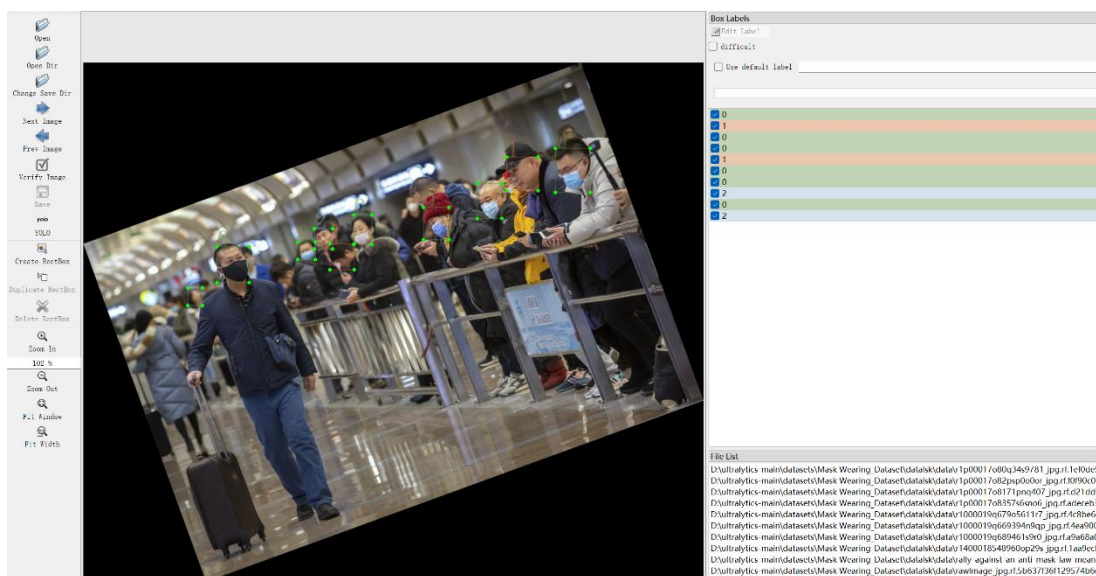 Open
Open Dir
Change Save Dir
Next Image
Prev Image
Verify Image
Save
yolo
YOLO
Create RectBox
Duplicate RectBox
Delete RectBox
Zoom In
102 %
Zoom Out
Fit Window
Fit Width
Box Labels
Edit Label
difficult
Use default label
0
1
0
0
1
0
0
2
0
2
File List
D:\ultralytics-main\datasets\Mask Wearing_Dataset\datalsk\data\r1p00017o80q34s9781_jpg.rf.1ef0de
D:\ultralytics-main\datasets\Mask Wearing_Dataset\datalsk\data\r1p00017o82psp0o0or_jpg.rf.f0f90c0
D:\ultralytics-main\datasets\Mask Wearing_Dataset\datalsk\data\r1p00017o8171pnq407_jpg.rf.d21dd
D:\ultralytics-main\datasets\Mask Wearing_Dataset\datalsk\data\r1p00017o8357s6sno6_jpg.rf.adeceb
D:\ultralytics-main\datasets\Mask Wearing_Dataset\datalsk\data\r1000019q679o5611r7_jpg.rf.4c8be6
D:\ultralytics-main\datasets\Mask Wearing_Dataset\datalsk\data\r1000019q669394n9qp_jpg.rf.4ea900
D:\ultralytics-main\datasets\Mask Wearing_Dataset\datalsk\data\r1000019q689461s9r0_jpg.rf.a9a68a
D:\ultralytics-main\datasets\Mask Wearing_Dataset\datalsk\data\r1400018548960op29s_jpg.rf.1aa9ec
D:\ultralytics-main\datasets\Mask Wearing_Dataset\datalsk\data\rally against an anti mask law mean
D:\ultralytics-main\datasets\Mask Wearing_Dataset\datalsk\data\rawImage_jpg.rf.5b637f36f129574b6